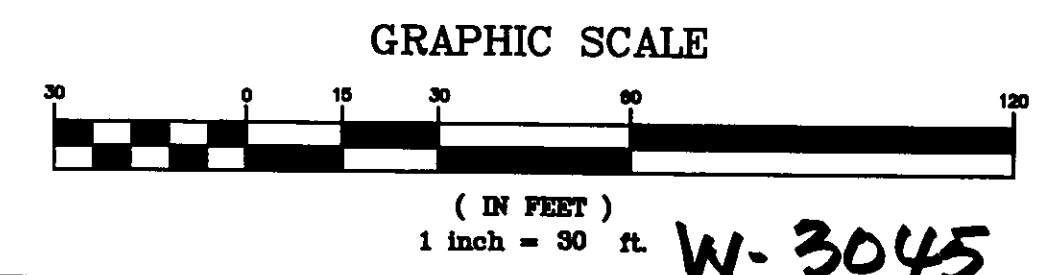 GRAPHIC SCALE
30 0 15 30 60 120
( IN FEET )
1 inch = 30 ft.
W- 3045